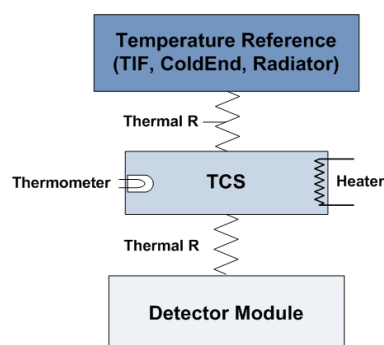 Temperature Reference
(TIF, ColdEnd, Radiator)
Thermal R
Thermometer
TCS
Heater
Thermal R
Detector Module